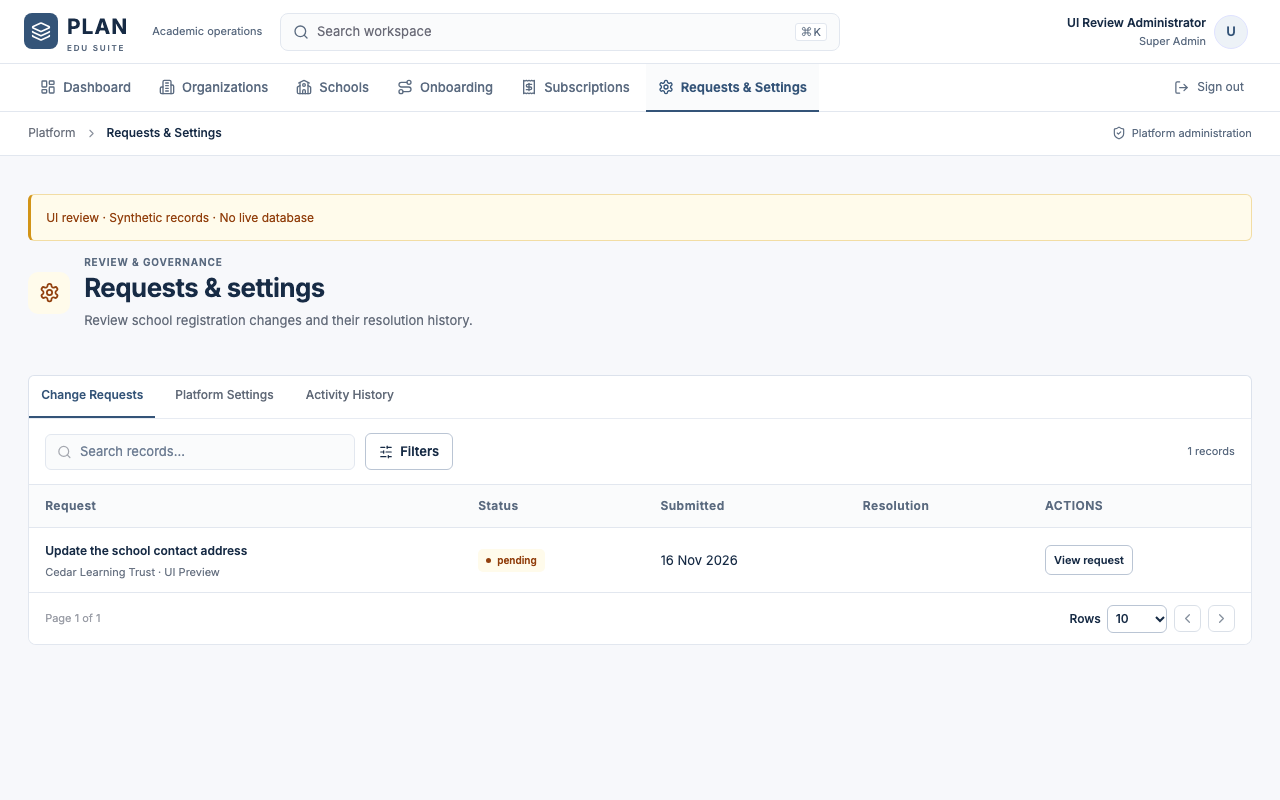 PLAN
EDU SUITE
Academic operations
Search workspace
⌘K
UI Review Administrator
Super Admin
U
Dashboard
Organizations
Schools
Onboarding
Subscriptions
Requests & Settings
Sign out
Platform
Requests & Settings
Platform administration
UI review · Synthetic records · No live database
REVIEW & GOVERNANCE
Requests & settings
Review school registration changes and their resolution history.
Change Requests
Platform Settings
Activity History
Search records...
Filters
1 records
Request
Status
Submitted
Resolution
ACTIONS
Update the school contact address
Cedar Learning Trust · UI Preview
pending
16 Nov 2026
View request
Page 1 of 1
Rows
10